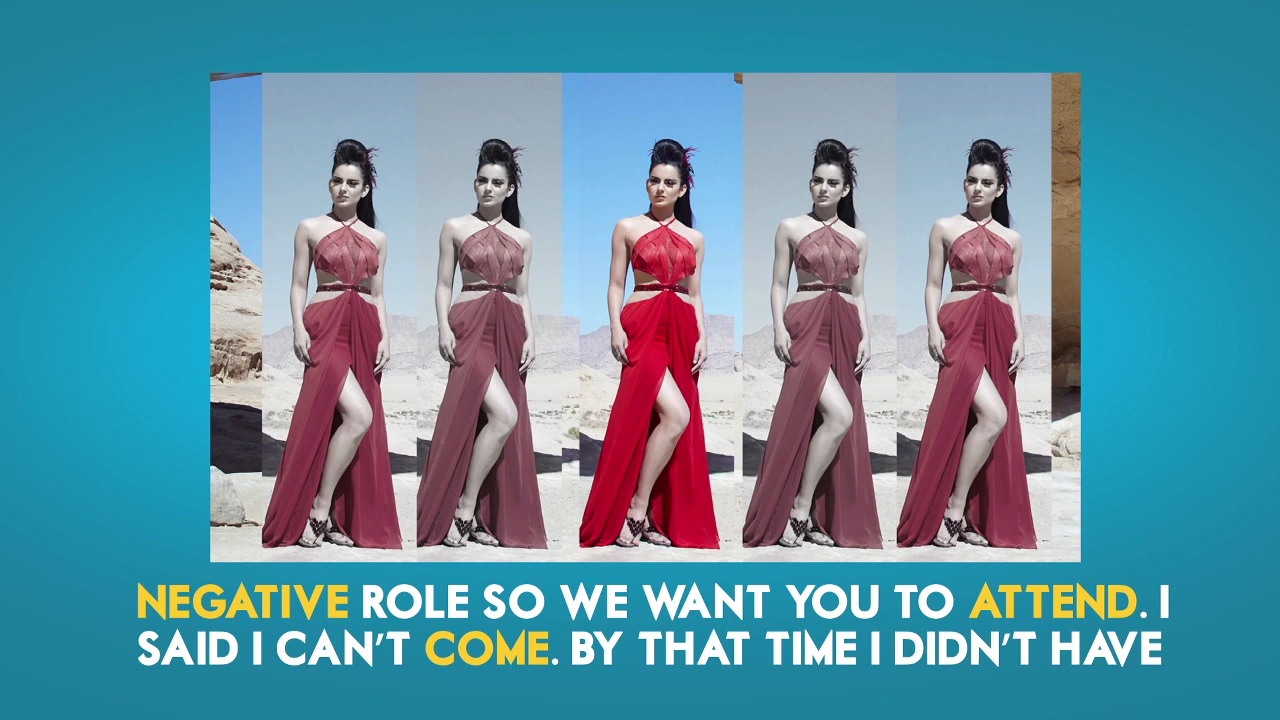 NEGATIVE ROLE SO WE WANT YOU TO ATTEND. I
SAID I CAN'T COME. BY THAT TIME I DIDN'T HAVE